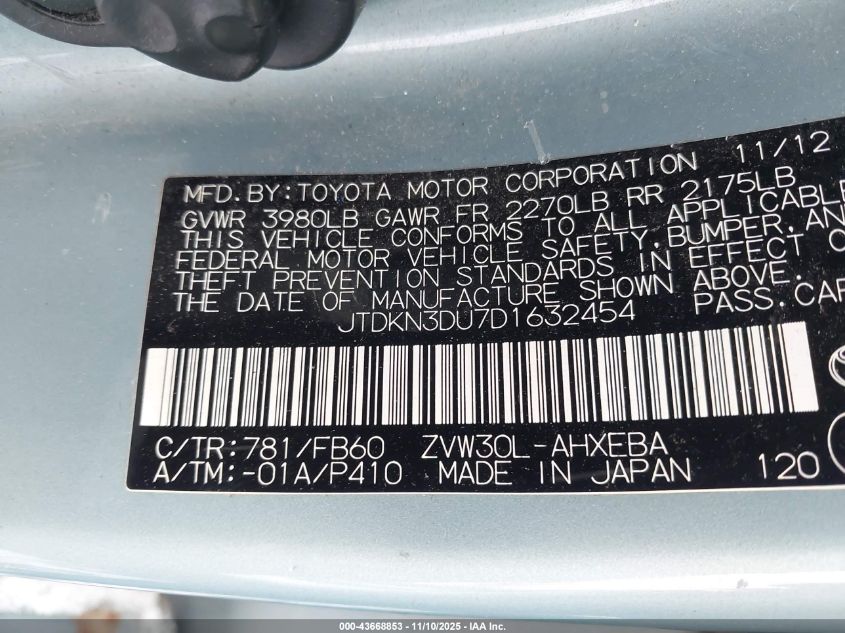 MFD. BY: TOYOTA MOTOR CORPORATION 11/12
GVWR 3980LB GAWR FR 2270LB RR 2175LB
THIS VEHICLE CONFORMS TO ALL APPLICABLE
FEDERAL MOTOR VEHICLE SAFETY, BUMPER, AN
THEFT PREVENTION STANDARDS IN EFFECT O
THE DATE OF MANUFACTURE SHOWN ABOVE.
JTDKN3DU7D1632454 PASS. CAR
C/TR: 781/FB60 ZVW30L-AHXEBA
A/TM: -01A/P410 MADE IN JAPAN 120
000-43668853 — 11/10/2025 — IAA Inc.